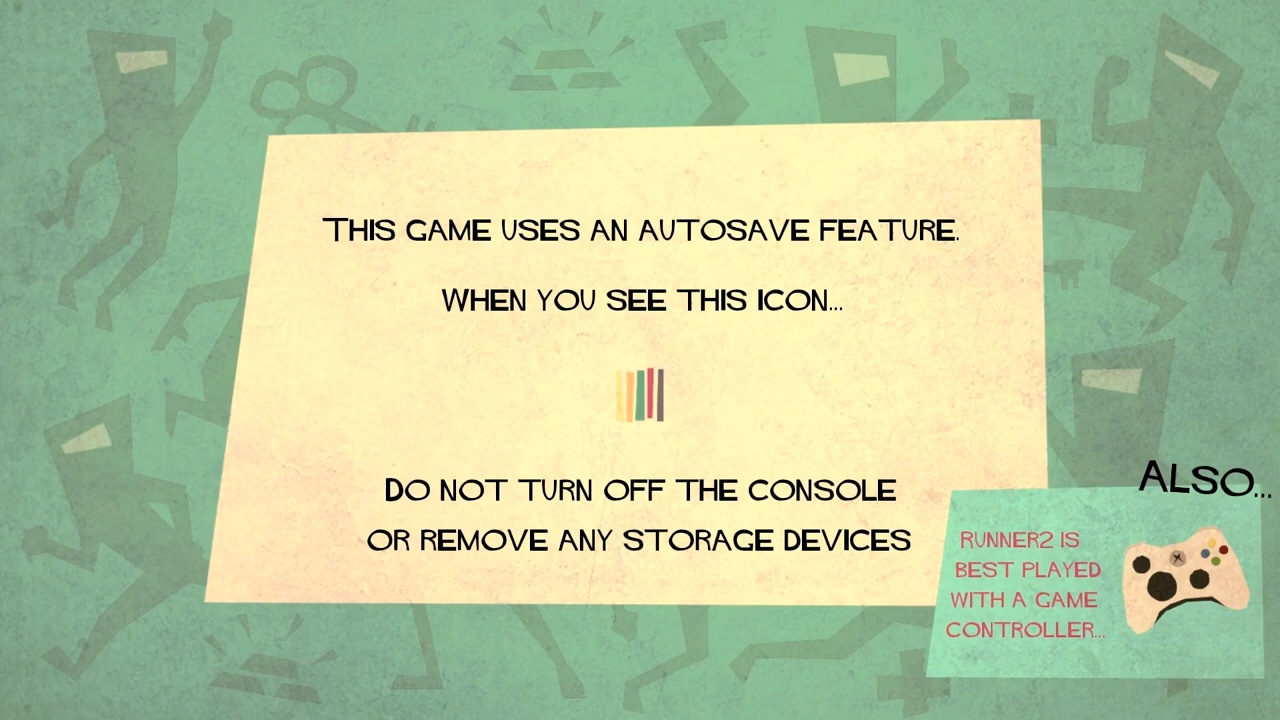 This game uses an autosave feature.
When you see this icon...
Do not turn off the console
or remove any storage devices
ALSO...
RUNNER2 IS
BEST PLAYED
WITH A GAME
CONTROLLER...